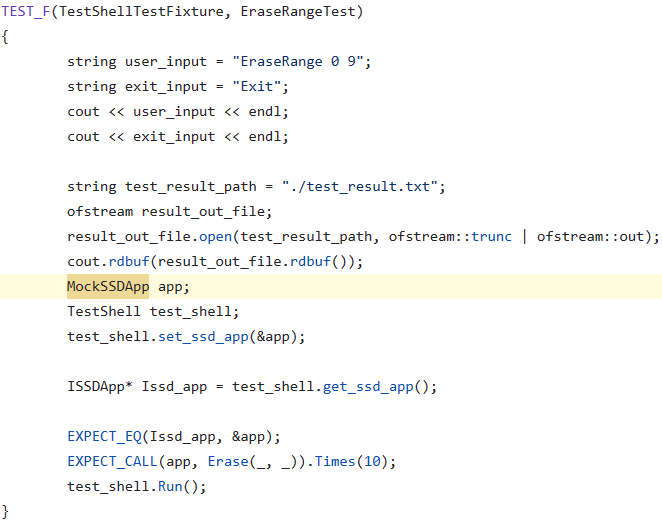 TEST_F(TestShellTestFixture, EraseRangeTest)
{
string user_input = "EraseRange 0 9";
string exit_input = "Exit";
cout << user_input << endl;
cout << exit_input << endl;
string test_result_path = "./test_result.txt";
ofstream result_out_file;
result_out_file.open(test_result_path, ofstream::trunc | ofstream::out);
cout.rdbuf(result_out_file.rdbuf());
MockSSDApp app;
TestShell test_shell;
test_shell.set_ssd_app(&app);
ISSDApp* Issd_app = test_shell.get_ssd_app();
EXPECT_EQ(Issd_app, &app);
EXPECT_CALL(app, Erase(_, _)).Times(10);
test_shell.Run();
}